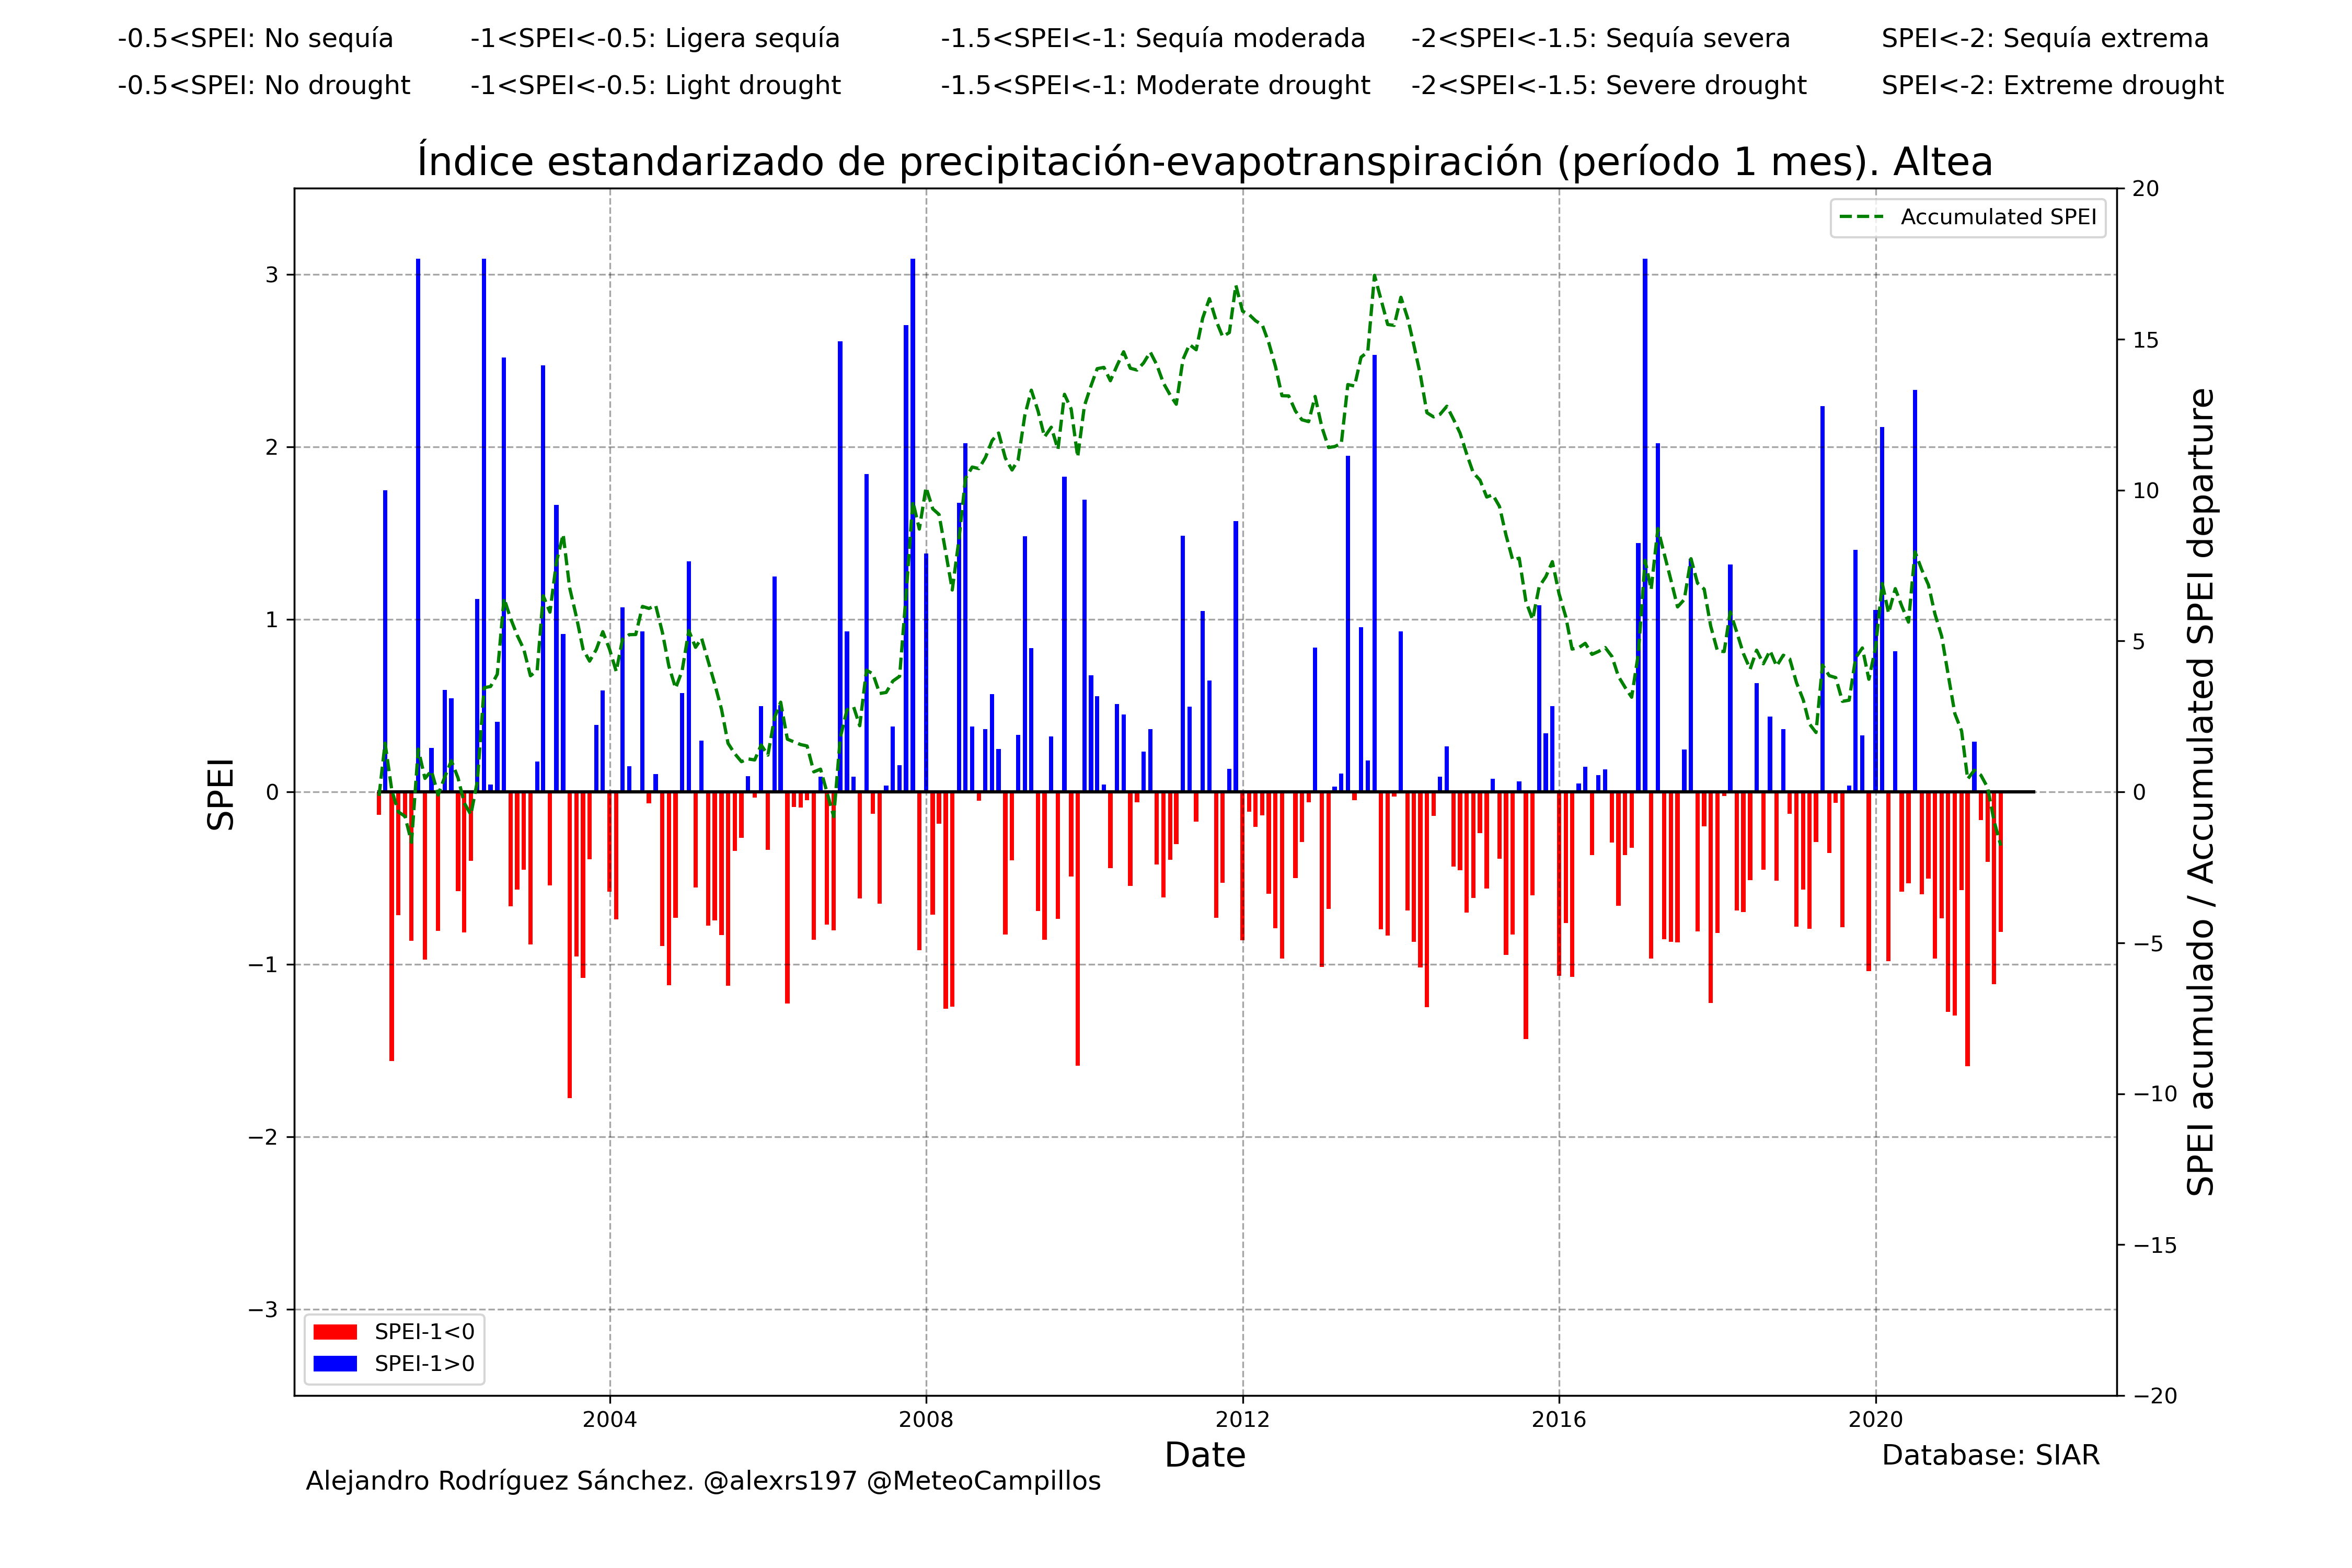 -0.5<SPEI: No sequía -1<SPEI<-0.5: Ligera sequía -1.5<SPEI<-1: Sequía moderada -2<SPEI<-1.5: Sequía severa SPEI<-2: Sequía extrema
-0.5<SPEI: No drought -1<SPEI<-0.5: Light drought -1.5<SPEI<-1: Moderate drought -2<SPEI<-1.5: Severe drought SPEI<-2: Extreme drought
Índice estandarizado de precipitación-evapotranspiración (período 1 mes). Altea
Accumulated SPEI
3
2
1
0
−1
−2
−3
SPEI
20
15
10
5
0
−5
−10
−15
−20
SPEI acumulado / Accumulated SPEI departure
SPEI-1<0
SPEI-1>0
2004 2008 2012 2016 2020
Date
Database: SIAR
Alejandro Rodríguez Sánchez. @alexrs197 @MeteoCampillos